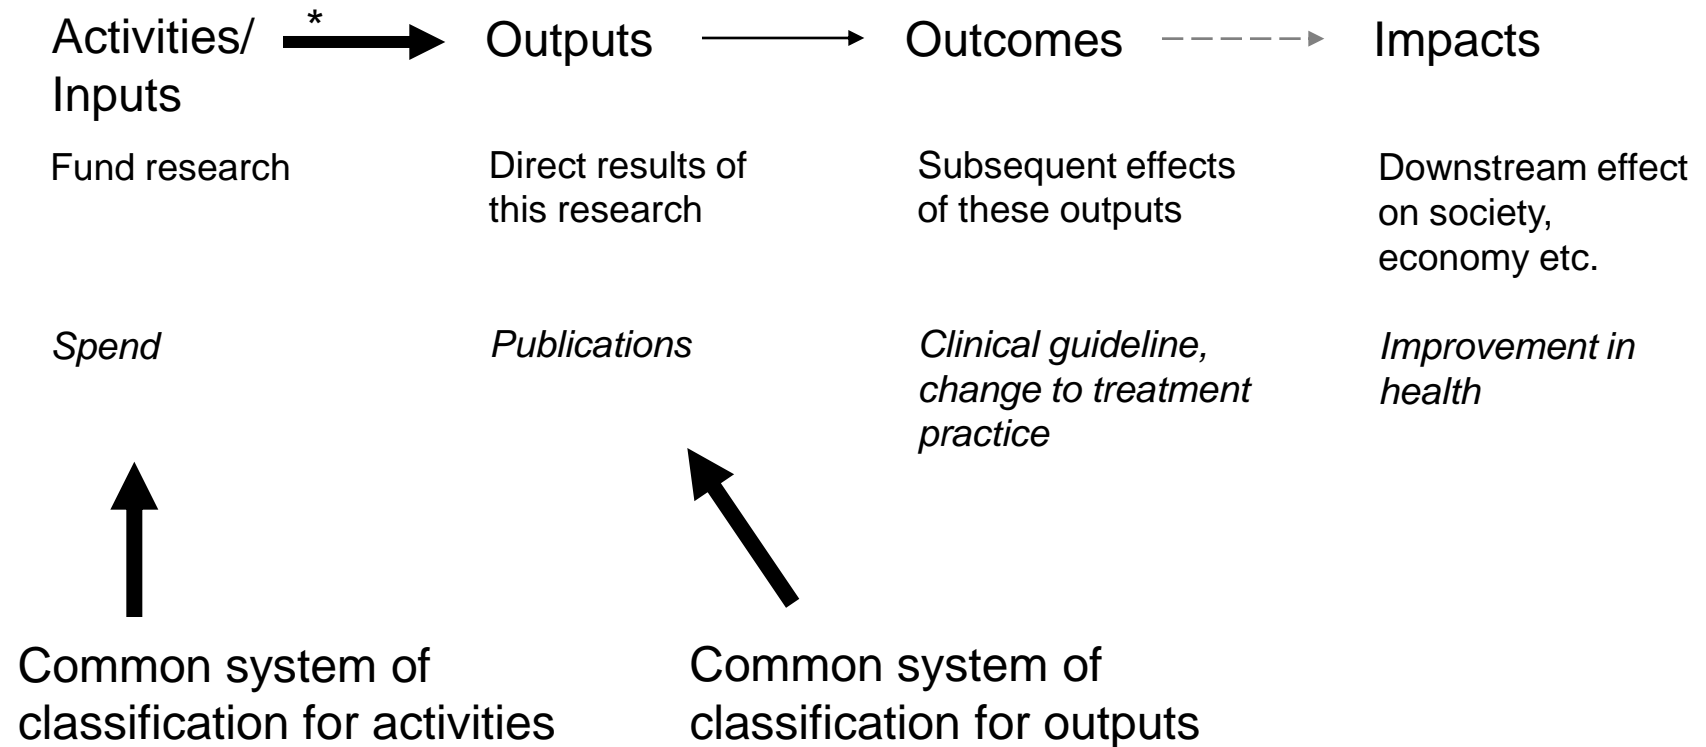 Activities/
Inputs
*
Outputs
Outcomes
Impacts
Fund research
Direct results of
this research
Subsequent effects
of these outputs
Downstream effect
on society,
economy etc.
Spend
Publications
Clinical guideline,
change to treatment
practice
Improvement in
health
Common system of
classification for activities
Common system of
classification for outputs